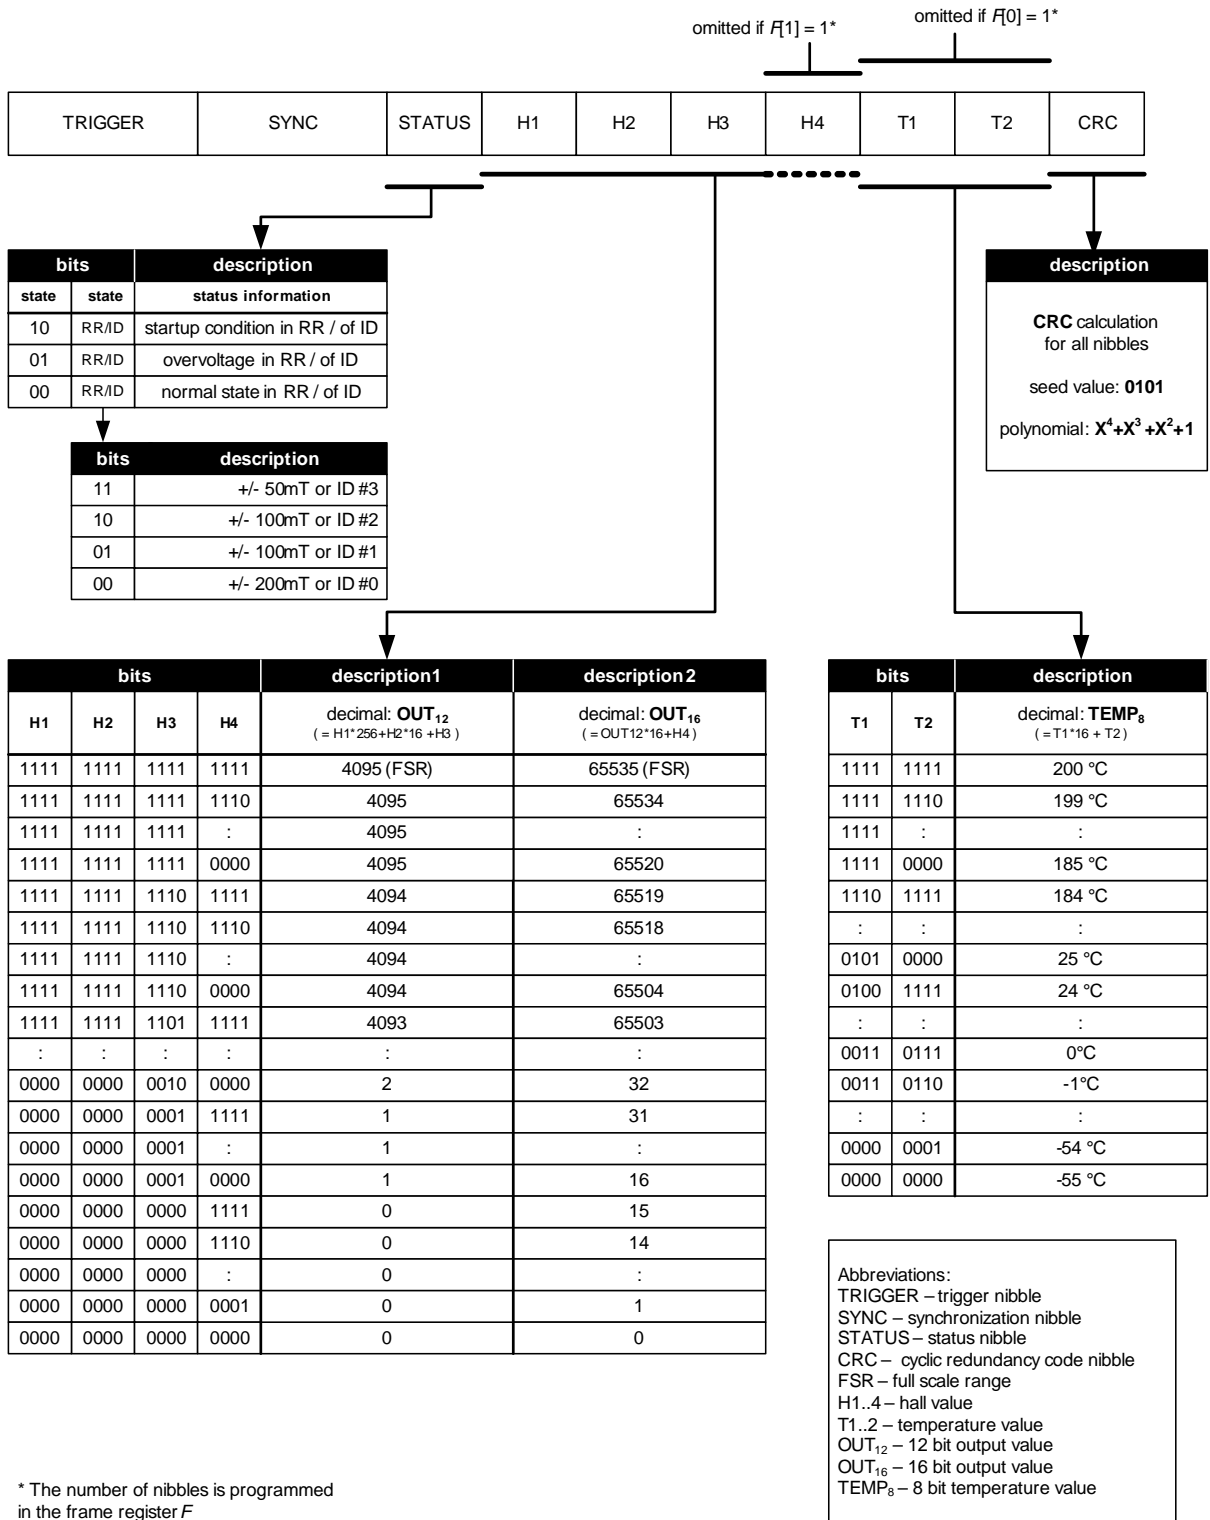 omitted if F[1] = 1*
omitted if F[0] = 1*
TRIGGER SYNC STATUS H1 H2 H3 H4 T1 T2 CRC
bits description
state state status information
10 RR/ID startup condition in RR / of ID
01 RR/ID overvoltage in RR / of ID
00 RR/ID normal state in RR / of ID
bits description
11 +/- 50mT or ID #3
10 +/- 100mT or ID #2
01 +/- 100mT or ID #1
00 +/- 200mT or ID #0
description
CRC calculation
for all nibbles
seed value: 0101
polynomial: X⁴+X³+X²+1
bits description1 description 2
H1 H2 H3 H4 decimal: OUT₁₂ decimal: OUT₁₆
( = H1*256+H2*16 +H3 ) ( =OUT12*16+H4 )
1111 1111 1111 1111 4095 (FSR) 65535 (FSR)
1111 1111 1111 1110 4095 65534
1111 1111 1111 : 4095 :
1111 1111 1111 0000 4095 65520
1111 1111 1110 1111 4094 65519
1111 1111 1110 1110 4094 65518
1111 1111 1110 : 4094 :
1111 1111 1110 0000 4094 65504
1111 1111 1101 1111 4093 65503
: : : : : :
0000 0000 0010 0000 2 32
0000 0000 0001 1111 1 31
0000 0000 0001 : 1 :
0000 0000 0001 0000 1 16
0000 0000 0000 1111 0 15
0000 0000 0000 1110 0 14
0000 0000 0000 : 0 :
0000 0000 0000 0001 0 1
0000 0000 0000 0000 0 0
bits description
T1 T2 decimal: TEMP₈
( =T1*16 + T2 )
1111 1111 200 °C
1111 1110 199 °C
1111 : :
1111 0000 185 °C
1110 1111 184 °C
: : :
0101 0000 25 °C
0100 1111 24 °C
: : :
0011 0111 0°C
0011 0110 -1°C
: : :
0000 0001 -54 °C
0000 0000 -55 °C
Abbreviations:
TRIGGER – trigger nibble
SYNC – synchronization nibble
STATUS – status nibble
CRC – cyclic redundancy code nibble
FSR – full scale range
H1..4 – hall value
T1..2 – temperature value
OUT₁₂ – 12 bit output value
OUT₁₆ – 16 bit output value
TEMP₈ – 8 bit temperature value
* The number of nibbles is programmed
in the frame register F